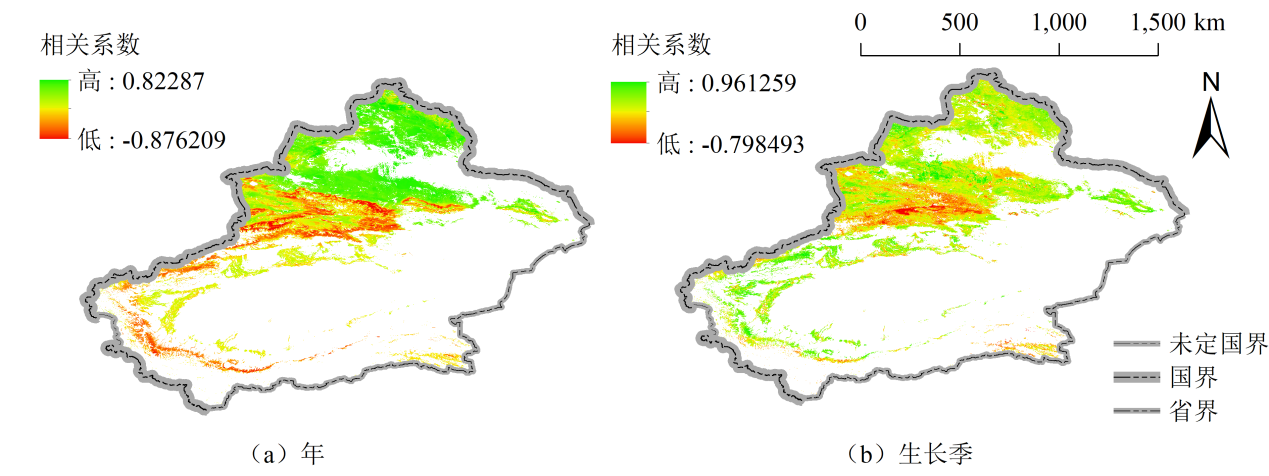 相关系数
高 : 0.82287
低 : -0.876209
(a) 年
0 500 1,000 1,500 km
相关系数
高 : 0.961259
低 : -0.798493
N
未定国界
国界
省界
(b) 生长季